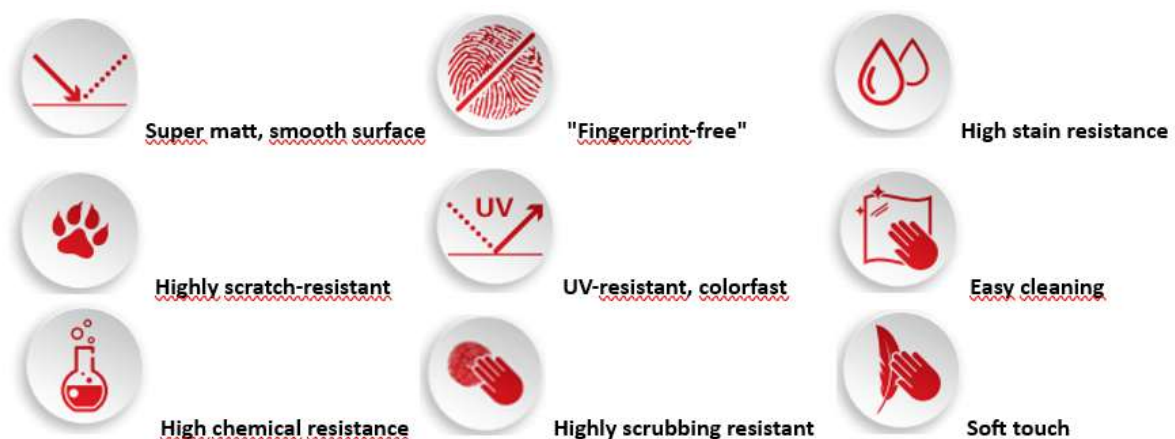 Super matt, smooth surface
"Fingerprint-free"
High stain resistance
Highly scratch-resistant
UV
UV-resistant, colorfast
Easy cleaning
High chemical resistance
Highly scrubbing resistant
Soft touch